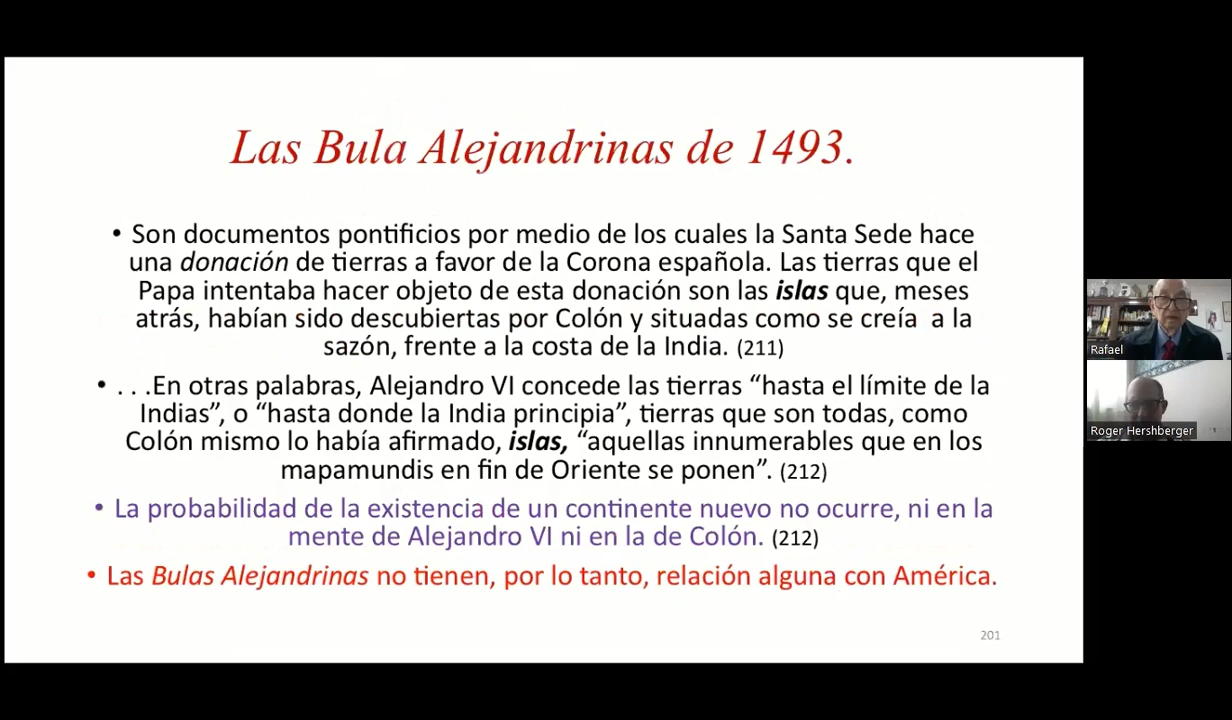 Las Bula Alejandrinas de 1493.
• Son documentos pontificios por medio de los cuales la Santa Sede hace
una donación de tierras a favor de la Corona española. Las tierras que el
Papa intentaba hacer objeto de esta donación son las islas que, meses
atrás, habían sido descubiertas por Colón y situadas como se creía a la
sazón, frente a la costa de la India. (211)
• . . .En otras palabras, Alejandro VI concede las tierras “hasta el límite de la
Indias”, o “hasta donde la India principia”, tierras que son todas, como
Colón mismo lo había afirmado, islas, “aquellas innumerables que en los
mapamundis en fin de Oriente se ponen”. (212)
• La probabilidad de la existencia de un continente nuevo no ocurre, ni en la
mente de Alejandro VI ni en la de Colón. (212)
• Las Bulas Alejandrinas no tienen, por lo tanto, relación alguna con América.
201
Rafael
Roger Hershberger